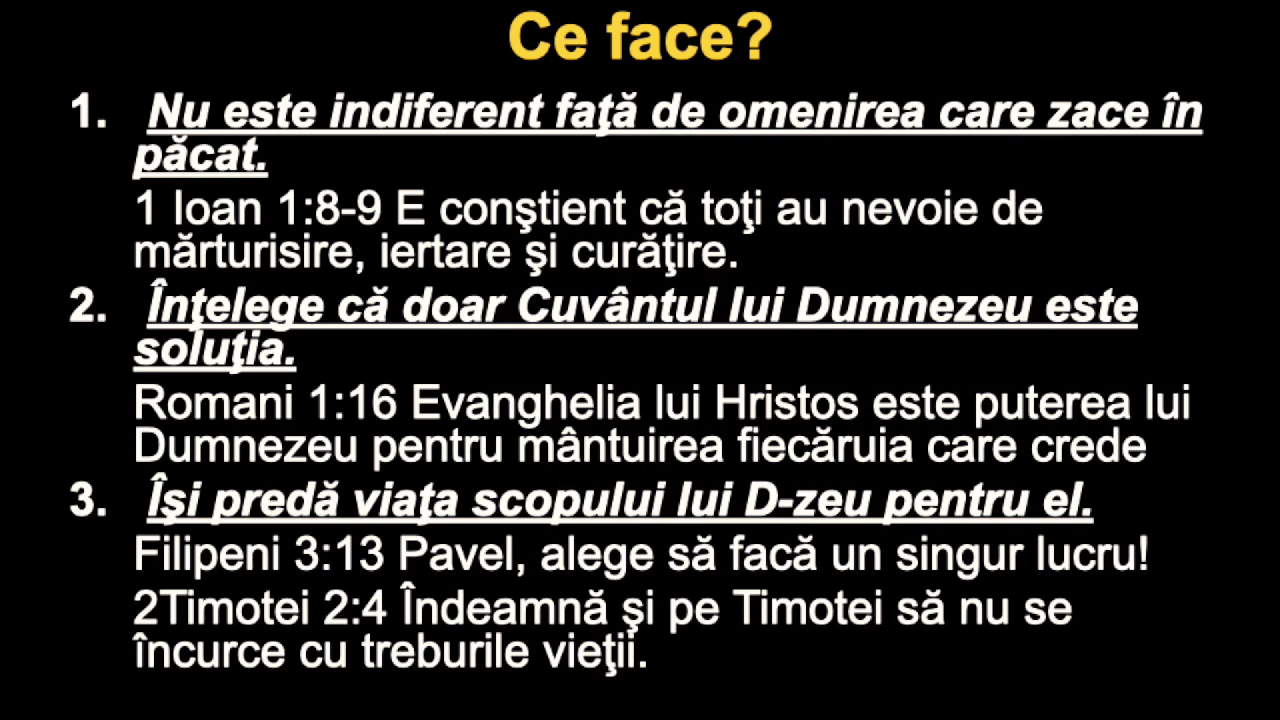 Ce face?
1. Nu este indiferent faţă de omenirea care zace în
păcat.
1 Ioan 1:8-9 E conştient că toţi au nevoie de
mărturisire, iertare şi curăţire.
2. Înţelege că doar Cuvântul lui Dumnezeu este
soluţia.
Romani 1:16 Evanghelia lui Hristos este puterea lui
Dumnezeu pentru mântuirea fiecăruia care crede
3. Îşi predă viaţa scopului lui D-zeu pentru el.
Filipeni 3:13 Pavel, alege să facă un singur lucru!
2Timotei 2:4 Îndeamnă şi pe Timotei să nu se
încurce cu treburile vieţii.